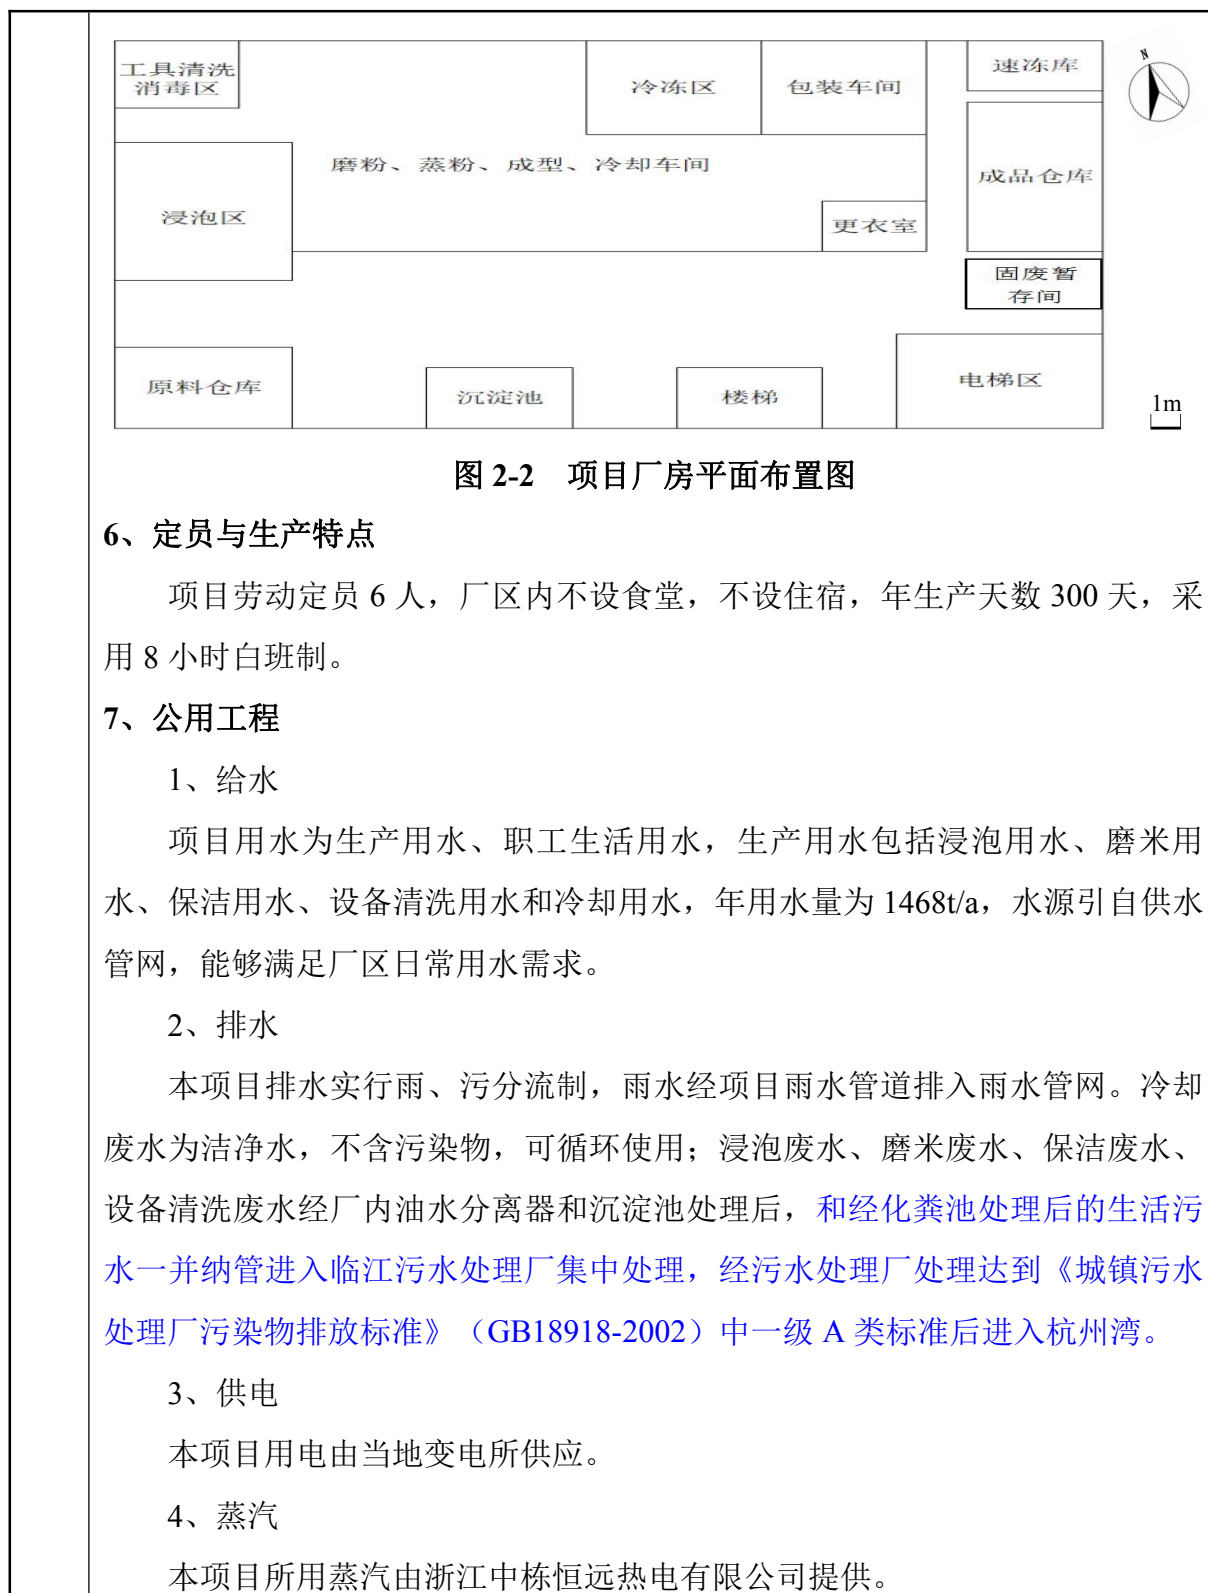 工具清洗
消毒区
冷冻区
包装车间
速冻库
N
磨粉、蒸粉、成型、冷却车间
成品仓库
浸泡区
更衣室
固废暂
存间
原料仓库
沉淀池
楼梯
电梯区
1m
图 2-2 项目厂房平面布置图
6、定员与生产特点
项目劳动定员 6 人，厂区内不设食堂，不设住宿，年生产天数 300 天，采
用 8 小时白班制。
7、公用工程
1、给水
项目用水为生产用水、职工生活用水，生产用水包括浸泡用水、磨米用
水、保洁用水、设备清洗用水和冷却用水，年用水量为 1468t/a，水源引自供水
管网，能够满足厂区日常用水需求。
2、排水
本项目排水实行雨、污分流制，雨水经项目雨水管道排入雨水管网。冷却
废水为洁净水，不含污染物，可循环使用；浸泡废水、磨米废水、保洁废水、
设备清洗废水经厂内油水分离器和沉淀池处理后，和经化粪池处理后的生活污
水一并纳管进入临江污水处理厂集中处理，经污水处理厂处理达到《城镇污水
处理厂污染物排放标准》（GB18918-2002）中一级 A 类标准后进入杭州湾。
3、供电
本项目用电由当地变电所供应。
4、蒸汽
本项目所用蒸汽由浙江中栋恒远热电有限公司提供。